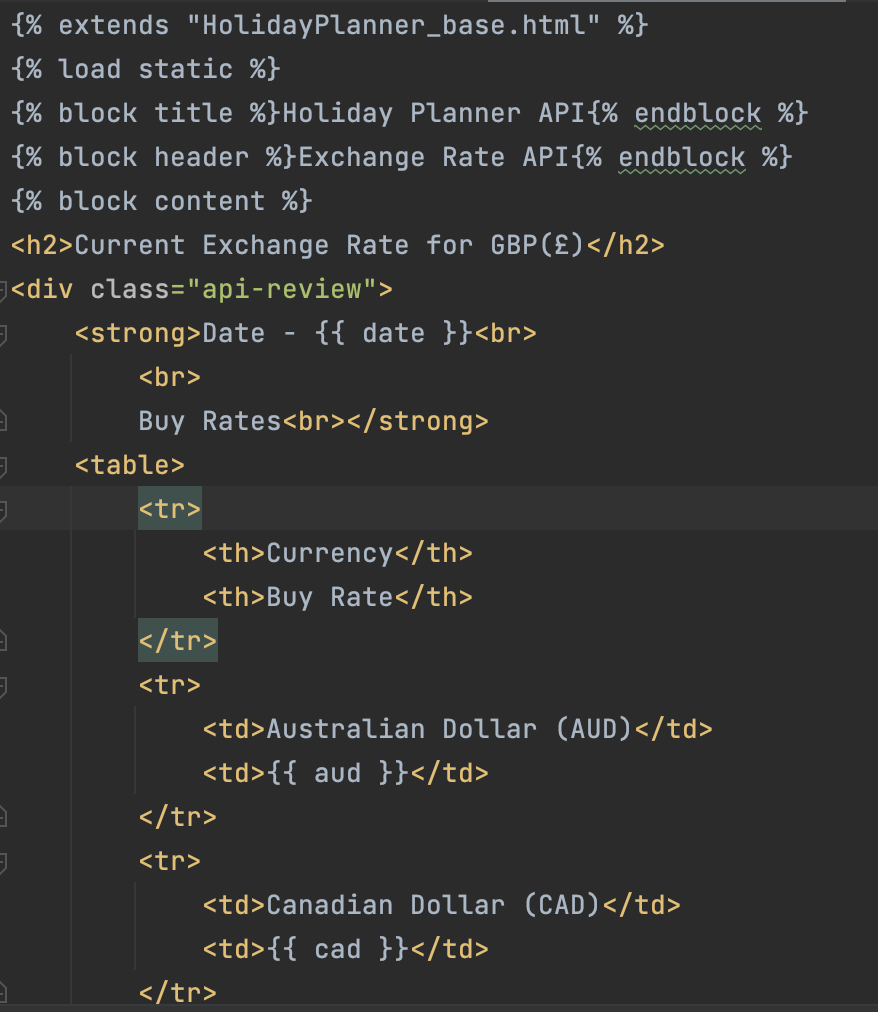 {% extends "HolidayPlanner_base.html" %}
{% load static %}
{% block title %}Holiday Planner API{% endblock %}
{% block header %}Exchange Rate API{% endblock %}
{% block content %}
<h2>Current Exchange Rate for GBP(£)</h2>
<div class="api-review">
    <strong>Date - {{ date }}<br>
        <br>
        Buy Rates<br></strong>
    <table>
        <tr>
            <th>Currency</th>
            <th>Buy Rate</th>
        </tr>
        <tr>
            <td>Australian Dollar (AUD)</td>
            <td>{{ aud }}</td>
        </tr>
        <tr>
            <td>Canadian Dollar (CAD)</td>
            <td>{{ cad }}</td>
        </tr>